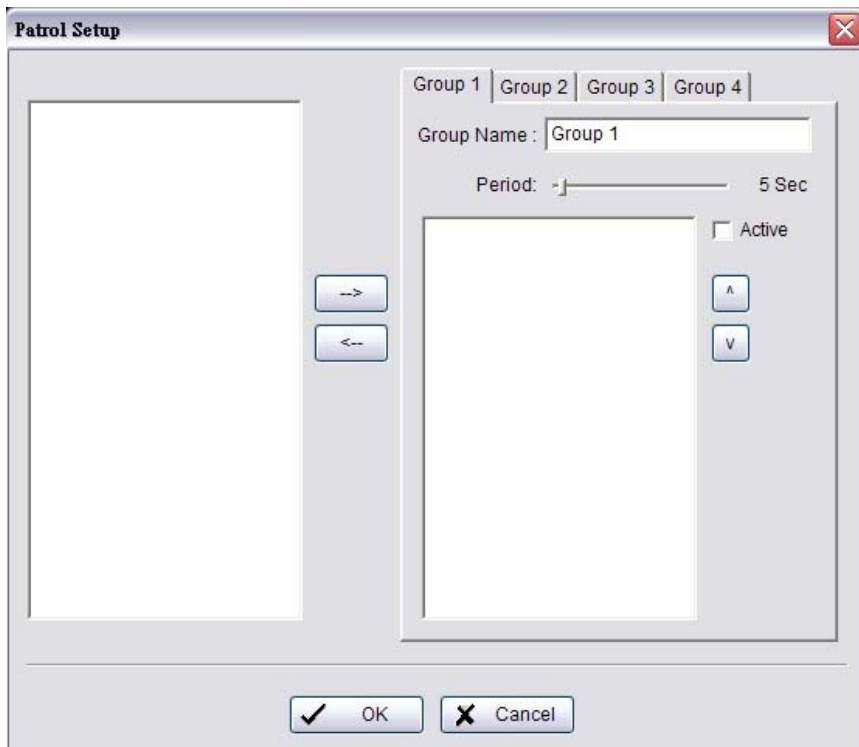 Patrol Setup
Group 1 Group 2 Group 3 Group 4
Group Name : Group 1
Period: 5 Sec
Active
-->
^
<--
v
OK Cancel